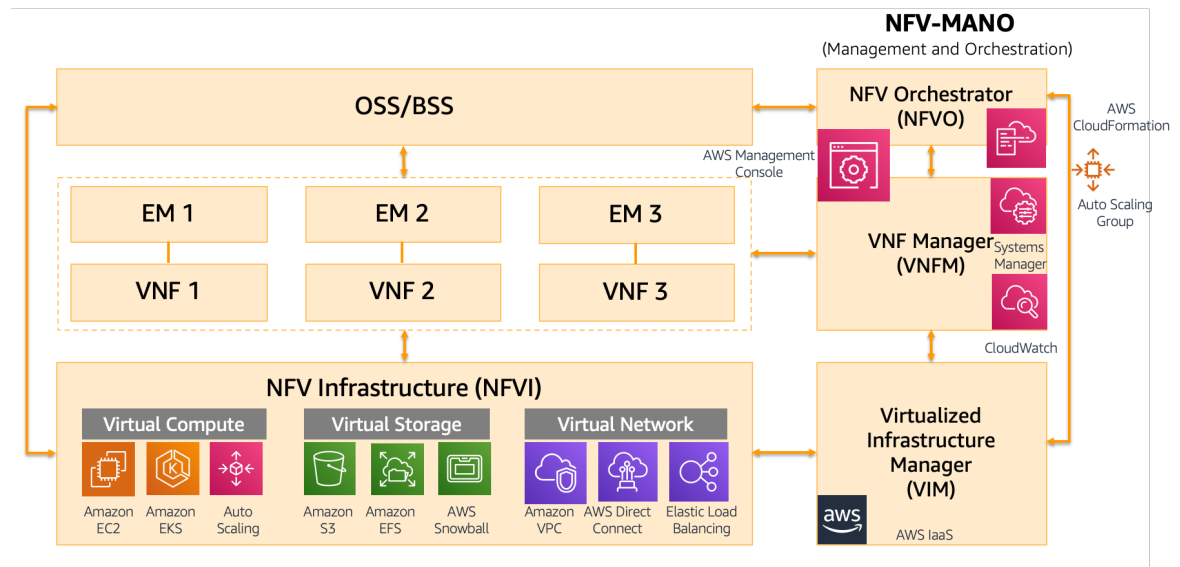 NFV-MANO
(Management and Orchestration)
OSS/BSS
NFV Orchestrator
(NFVO)
AWS
CloudFormation
AWS Management
Console
Auto Scaling
Group
EM 1
EM 2
EM 3
VNF 1
VNF 2
VNF 3
VNF Manager
(VNFM)
Systems
Manager
CloudWatch
NFV Infrastructure (NFVI)
Virtual Compute
Virtual Storage
Virtual Network
K
Amazon
EC2
Amazon
EKS
Auto
Scaling
Amazon
S3
Amazon
EFS
AWS
Snowball
Amazon
VPC
AWS Direct
Connect
Elastic Load
Balancing
Virtualized
Infrastructure
Manager
(VIM)
aws
AWS IaaS